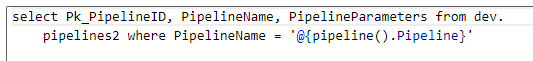 select Pk_PipelineID, PipelineName, PipelineParameters from dev.
pipelines2 where PipelineName = '@{pipeline().Pipeline}'